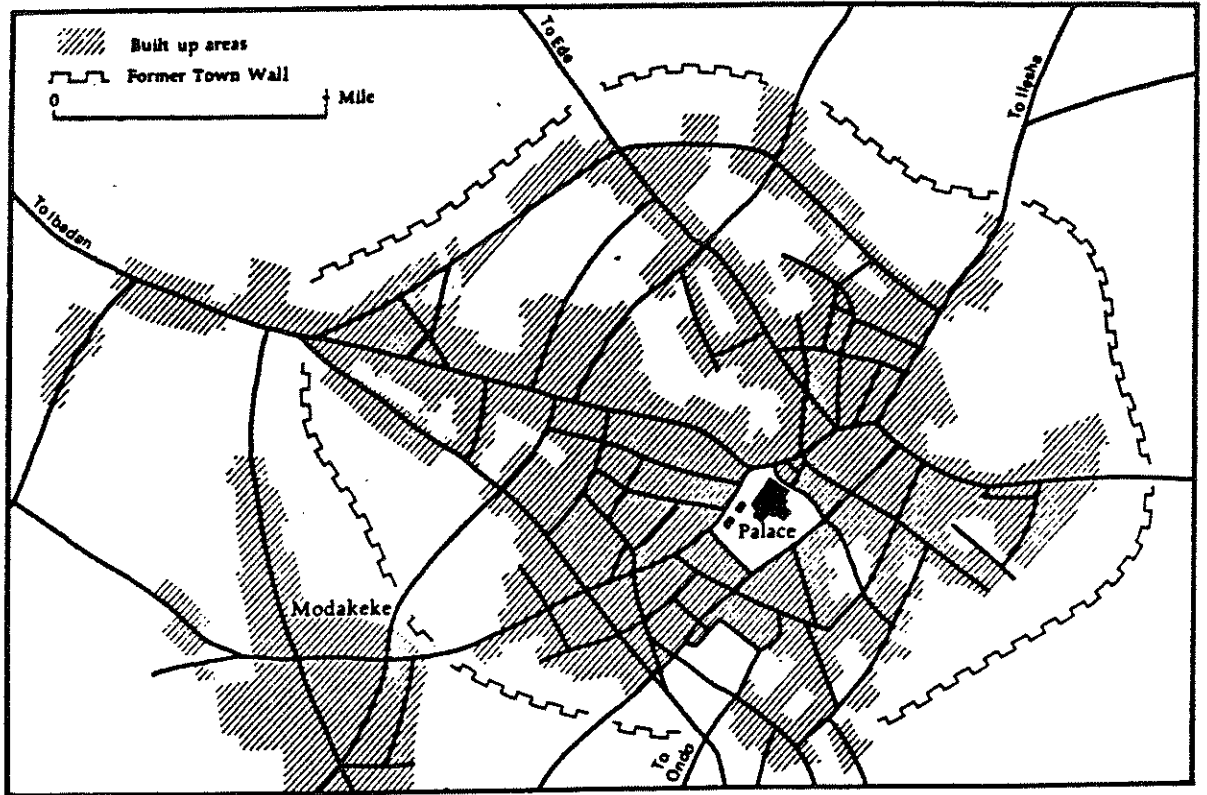 Built up areas
Former Town Wall
0
Mile
To Ede
To Ilesha
To Ibadan
Palace
Modakeke
To
Ondo